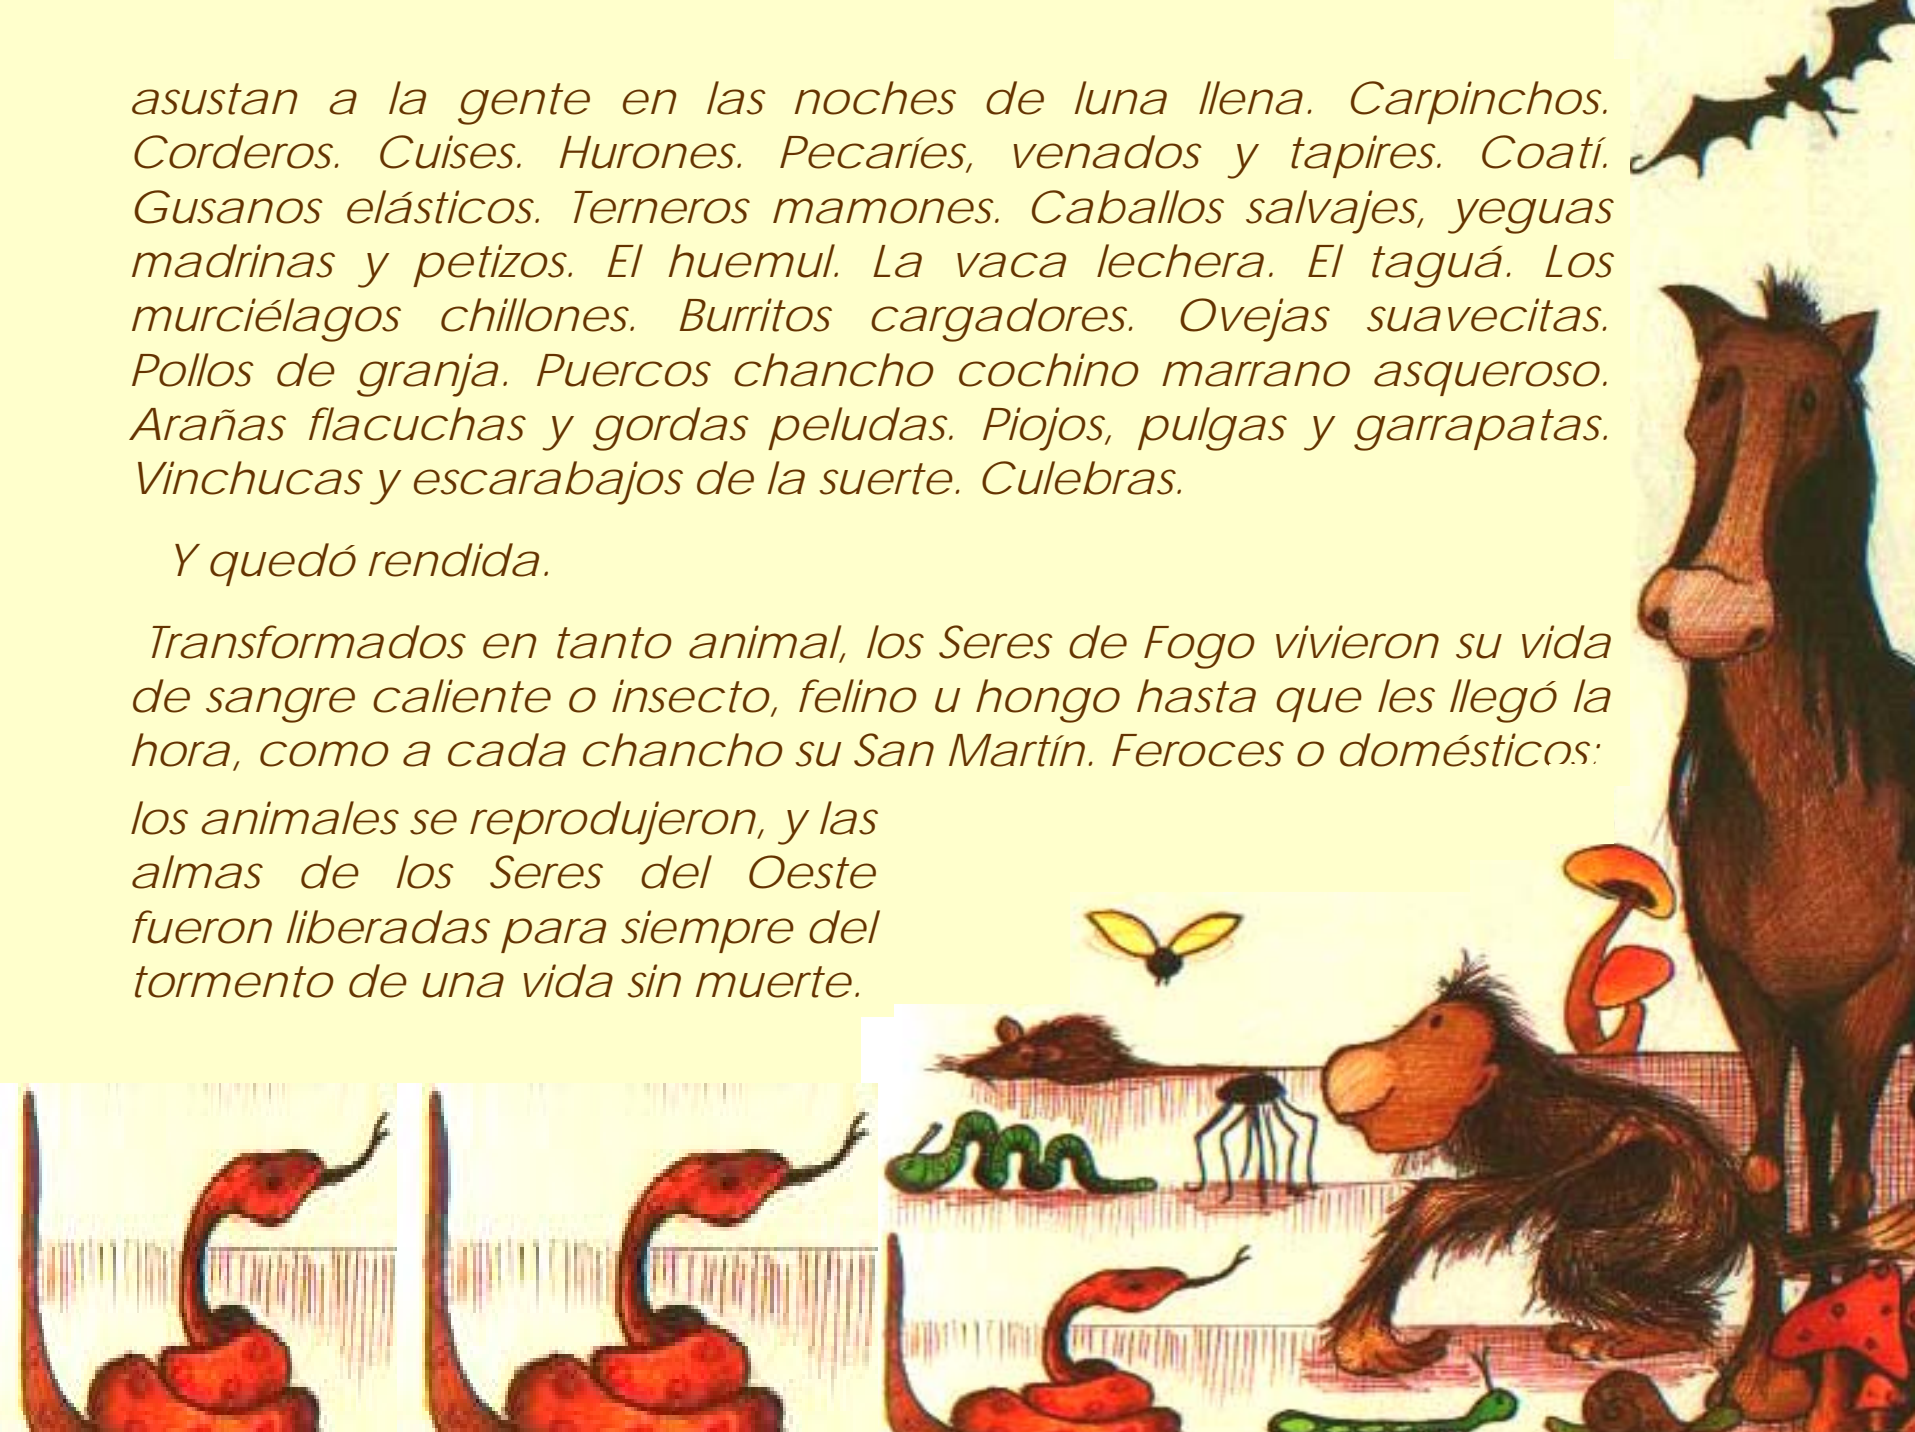 asustan a la gente en las noches de luna llena. Carpinchos.
Corderos. Cuises. Hurones. Pecaríes, venados y tapires. Coatí.
Gusanos elásticos. Terneros mamones. Caballos salvajes, yeguas
madrinas y petizos. El huemul. La vaca lechera. El taguá. Los
murciélagos chillones. Burritos cargadores. Ovejas suavecitas.
Pollos de granja. Puercos chancho cochino marrano asqueroso.
Arañas flacuchas y gordas peludas. Piojos, pulgas y garrapatas.
Vinchucas y escarabajos de la suerte. Culebras.
Y quedó rendida.
Transformados en tanto animal, los Seres de Fogo vivieron su vida
de sangre caliente o insecto, felino u hongo hasta que les llegó la
hora, como a cada chancho su San Martín. Feroces o domésticos:
los animales se reprodujeron, y las
almas de los Seres del Oeste
fueron liberadas para siempre del
tormento de una vida sin muerte.